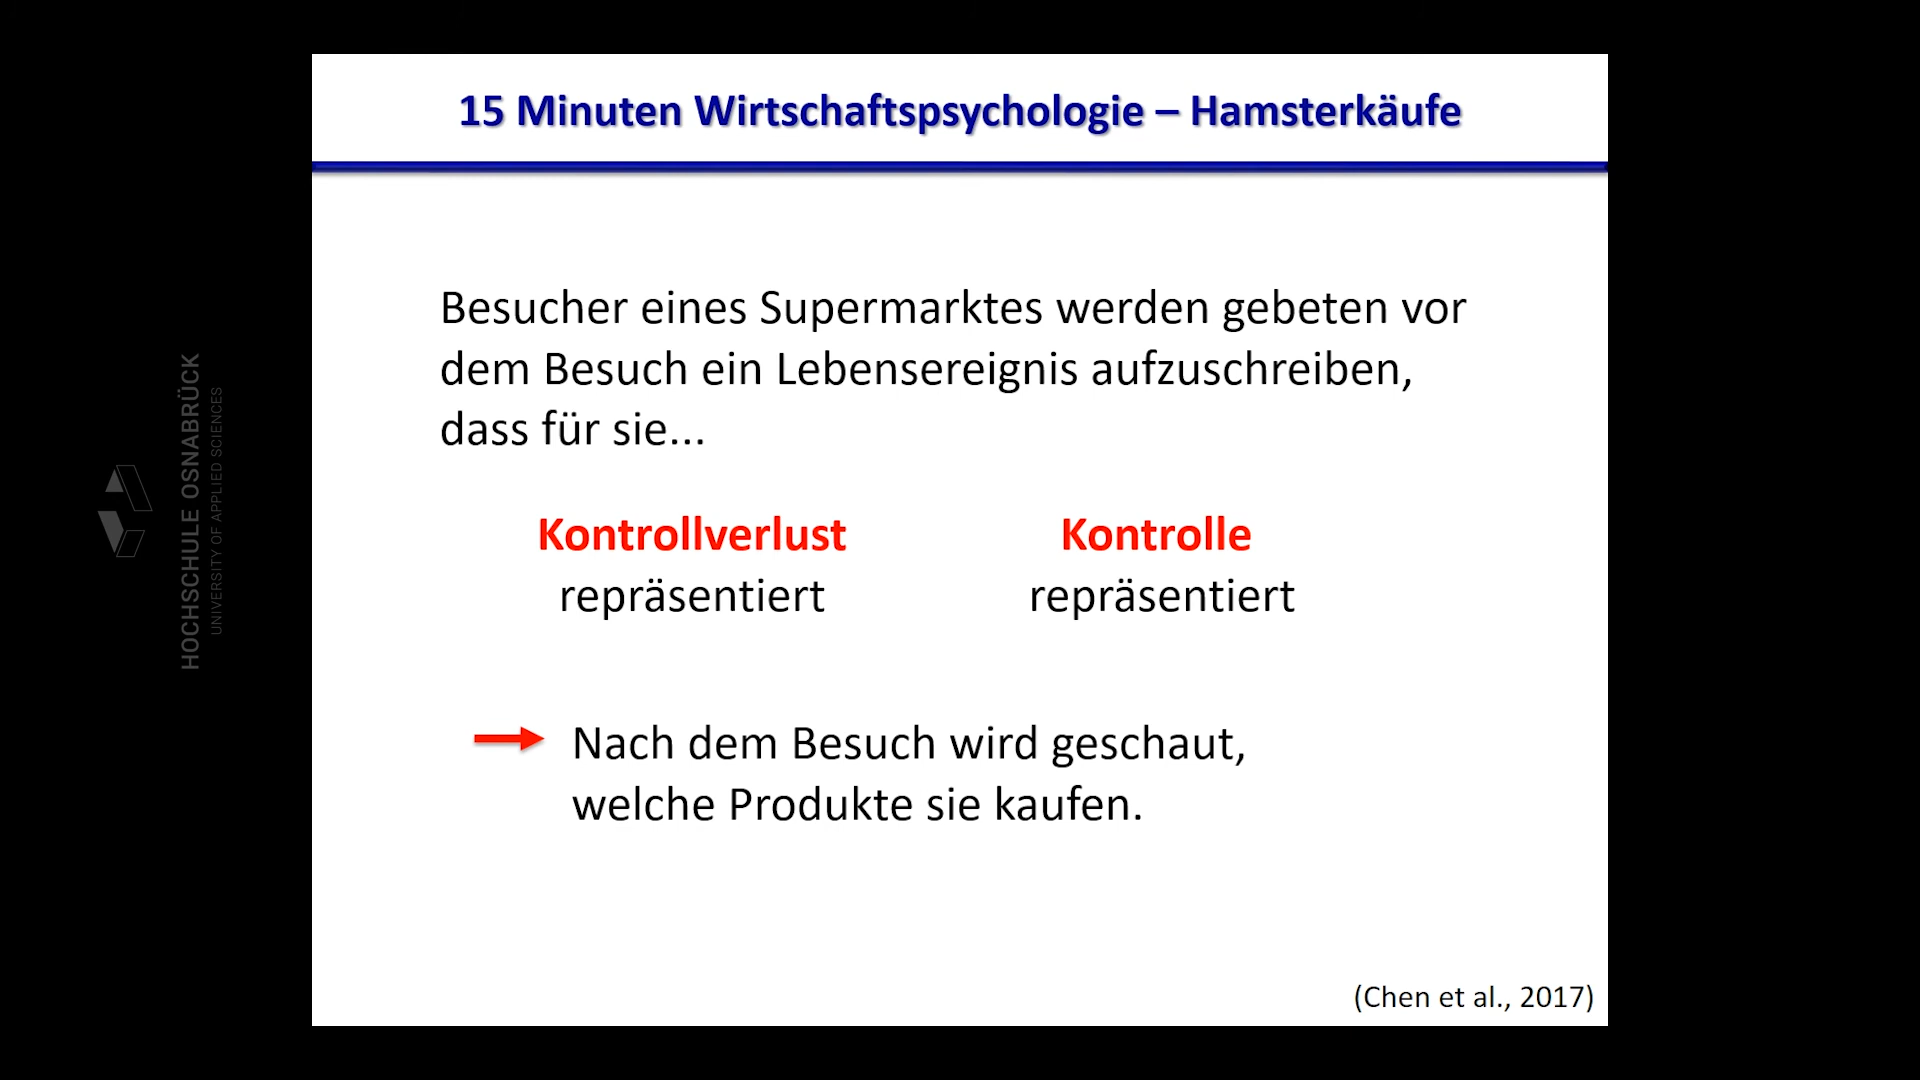 15 Minuten Wirtschaftspsychologie – Hamsterkäufe
Besucher eines Supermarktes werden gebeten vor
dem Besuch ein Lebensereignis aufzuschreiben,
dass für sie...
Kontrollverlust
repräsentiert
Kontrolle
repräsentiert
Nach dem Besuch wird geschaut,
welche Produkte sie kaufen.
(Chen et al., 2017)
HOCHSCHULE OSNABRÜCK
UNIVERSITY OF APPLIED SCIENCES